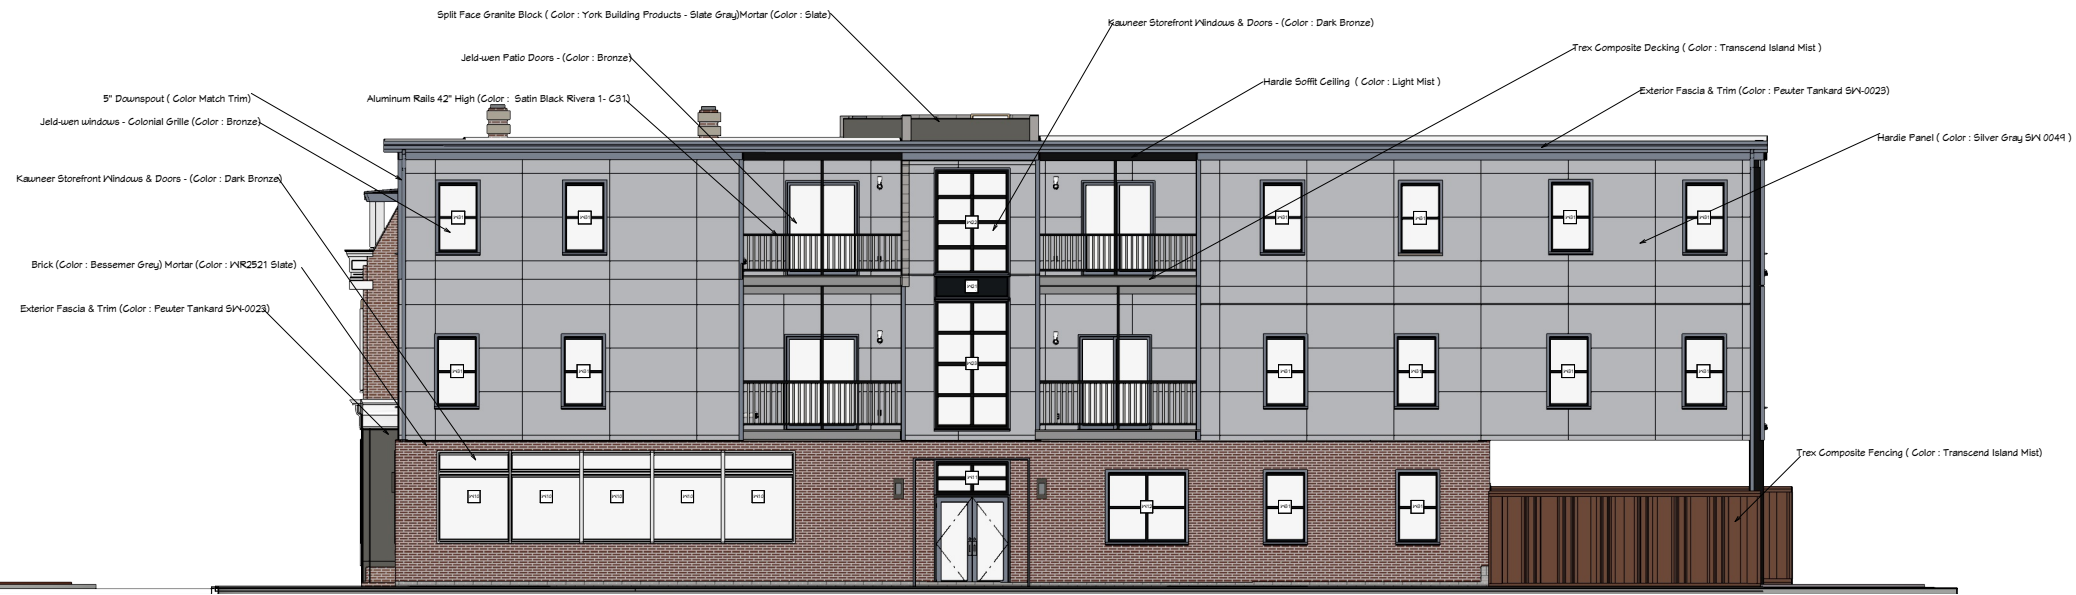 Split Face Granite Block ( Color : York Building Products - Slate Gray)Mortar (Color : Slate)
Kawneer Storefront Windows & Doors - (Color : Dark Bronze)
Trex Composite Decking ( Color : Transcend Island Mist )
Jeld-wen Patio Doors - (Color : Bronze)
Hardie Soffit Ceiling ( Color : Light Mist )
Exterior Fascia & Trim (Color : Pewter Tankard SW-0023)
5" Downspout ( Color Match Trim)
Aluminum Rails 42" High (Color : Satin Black Rivera 1- C31)
Jeld-wen windows - Colonial Grille (Color : Bronze)
Hardie Panel ( Color : Silver Gray SW 0049 )
Kawneer Storefront Windows & Doors - (Color : Dark Bronze)
Brick (Color : Bessemer Grey) Mortar (Color : WR2521 Slate)
Exterior Fascia & Trim (Color : Pewter Tankard SW-0023)
Trex Composite Fencing ( Color : Transcend Island Mist)